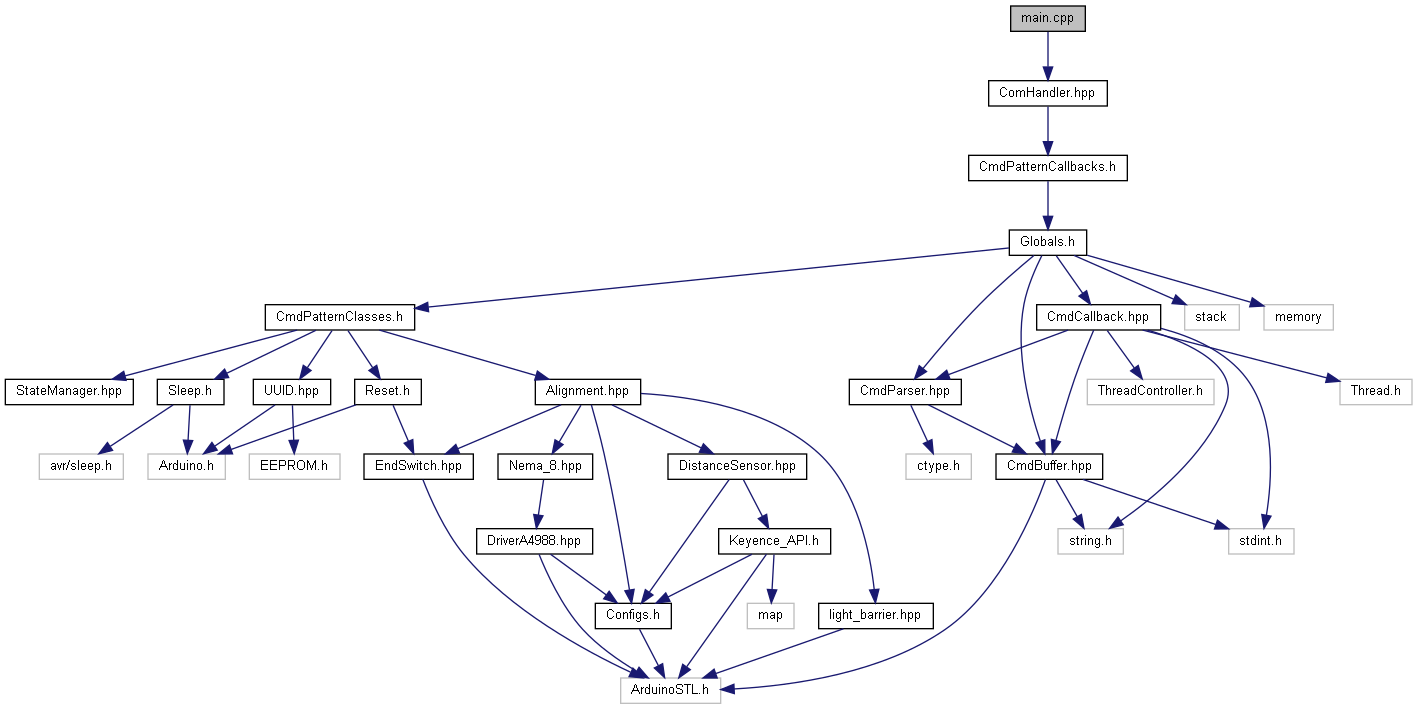 main.cpp
ComHandler.hpp
CmdPatternCallbacks.h
Globals.h
CmdPatternClasses.h
CmdCallback.hpp
stack
memory
StateManager.hpp
Sleep.h
UUID.hpp
Reset.h
Alignment.hpp
CmdParser.hpp
ThreadController.h
Thread.h
avr/sleep.h
Arduino.h
EEPROM.h
EndSwitch.hpp
Nema_8.hpp
DistanceSensor.hpp
ctype.h
CmdBuffer.hpp
DriverA4988.hpp
Keyence_API.h
string.h
stdint.h
Configs.h
map
light_barrier.hpp
ArduinoSTL.h